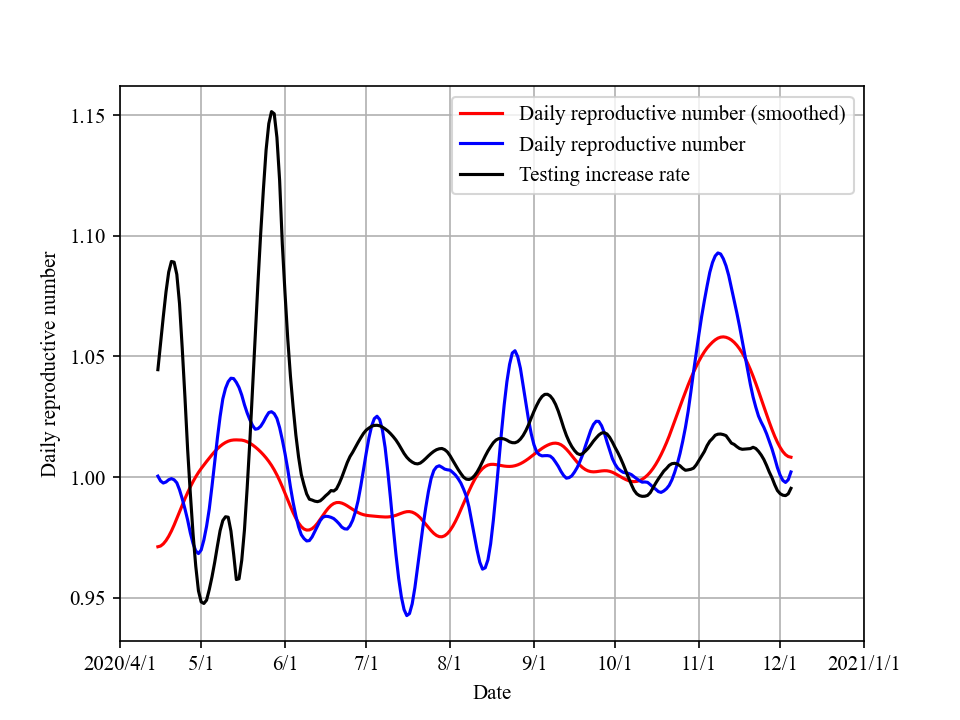 Daily reproductive number (smoothed)
Daily reproductive number
Testing increase rate
Daily reproductive number
1.15
1.10
1.05
1.00
0.95
2020/4/1 5/1 6/1 7/1 8/1 9/1 10/1 11/1 12/1 2021/1/1
Date